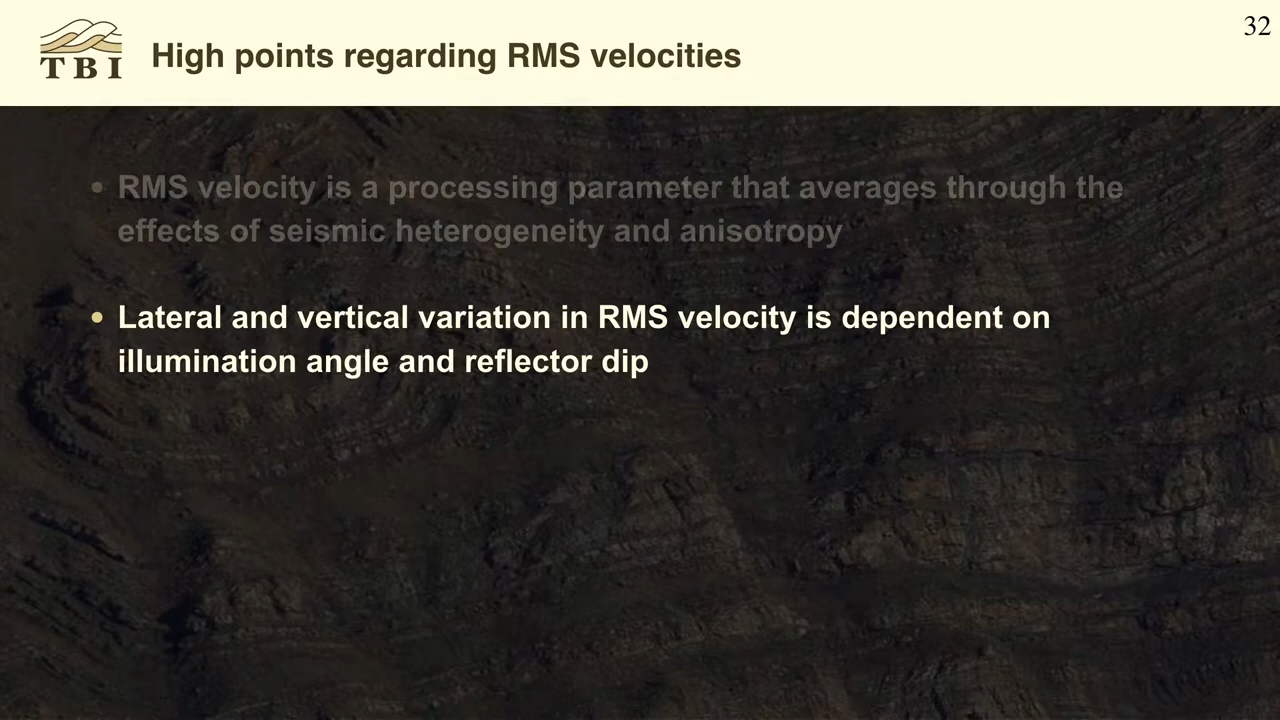 32
TBI
High points regarding RMS velocities
• RMS velocity is a processing parameter that averages through the
effects of seismic heterogeneity and anisotropy
• Lateral and vertical variation in RMS velocity is dependent on
illumination angle and reflector dip